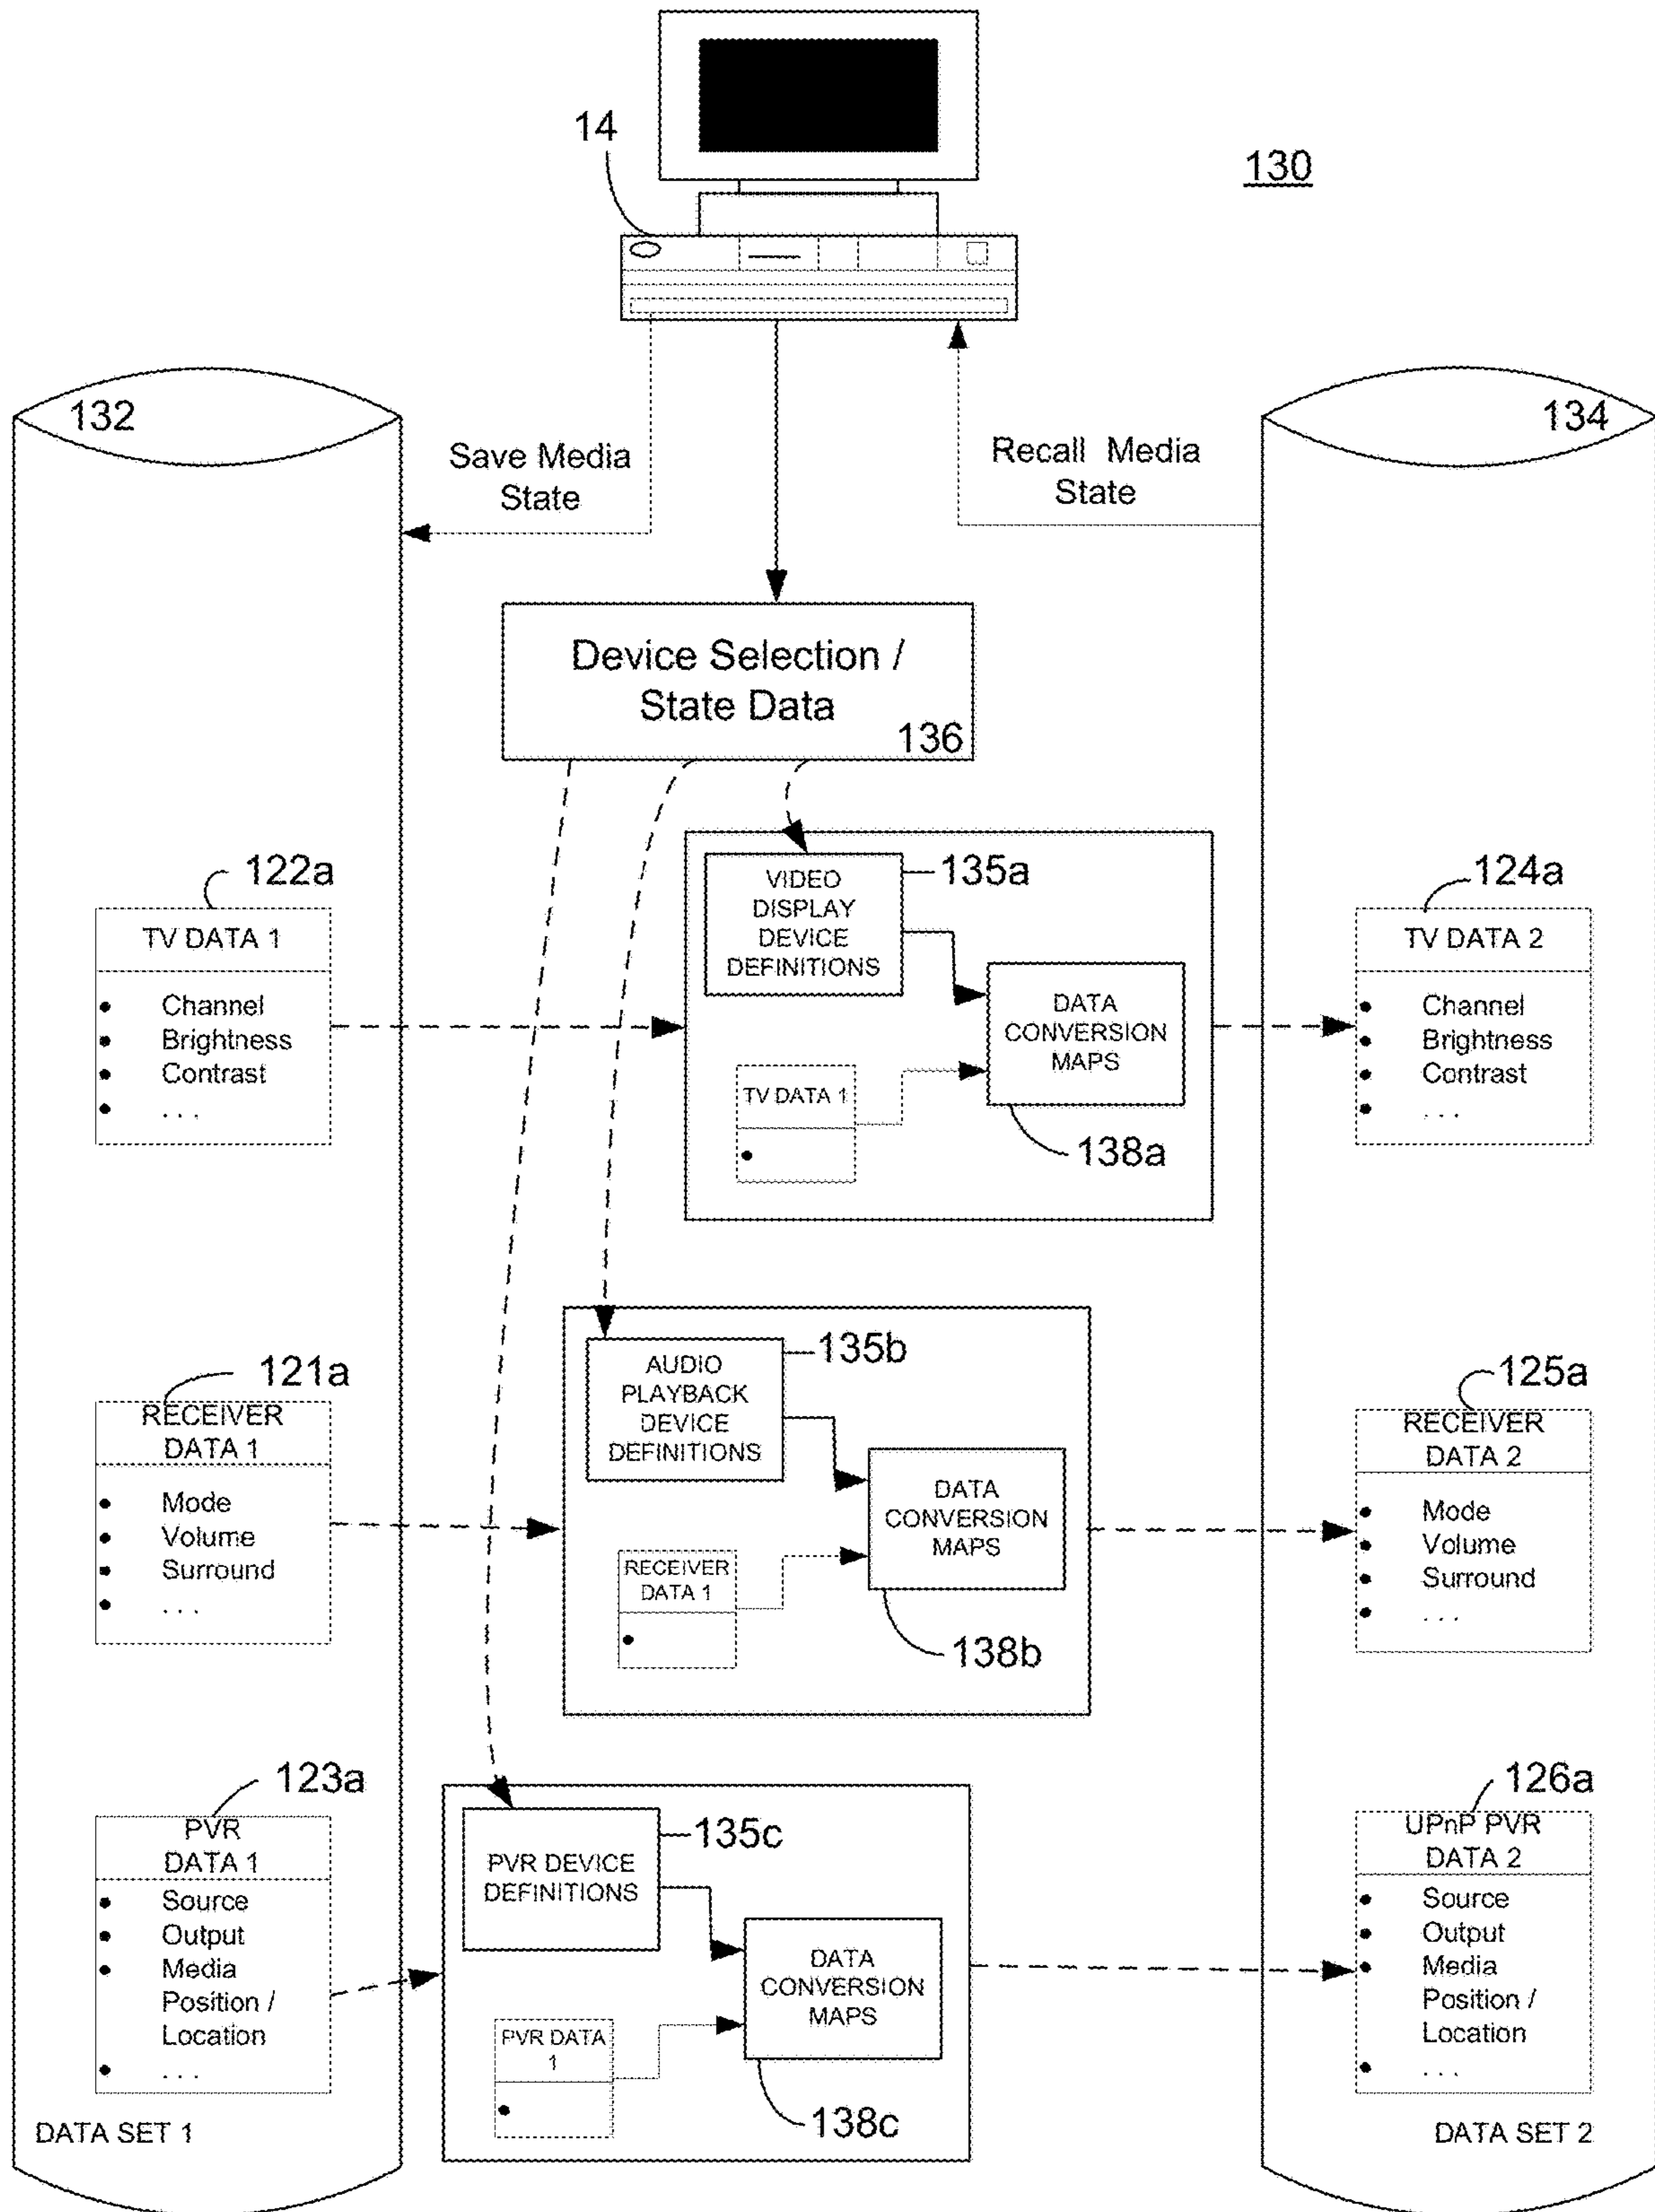 14
130
132
134
Save Media
State
Recall Media
State
Device Selection /
State Data
136
122a
TV DATA 1
Channel
Brightness
Contrast
. . .
135a
VIDEO
DISPLAY
DEVICE
DEFINITIONS
DATA
CONVERSION
MAPS
TV DATA 1
138a
124a
TV DATA 2
Channel
Brightness
Contrast
. . .
121a
RECEIVER
DATA 1
Mode
Volume
Surround
. . .
135b
AUDIO
PLAYBACK
DEVICE
DEFINITIONS
DATA
CONVERSION
MAPS
RECEIVER
DATA 1
138b
125a
RECEIVER
DATA 2
Mode
Volume
Surround
. . .
123a
PVR
DATA 1
Source
Output
Media
Position /
Location
. . .
135c
PVR DEVICE
DEFINITIONS
DATA
CONVERSION
MAPS
PVR DATA
1
138c
126a
UPnP PVR
DATA 2
Source
Output
Media
Position /
Location
. . .
DATA SET 1
DATA SET 2